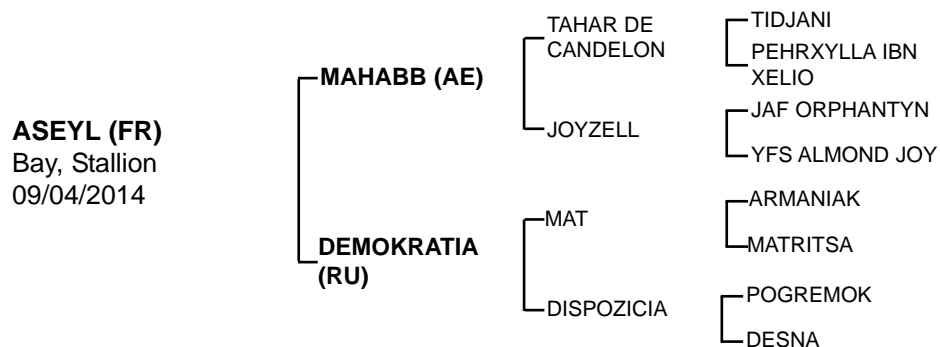 ASEYL (FR)
Bay, Stallion
09/04/2014
MAHABB (AE)
DEMOKRATIA
(RU)
TAHAR DE
CANDELON
JOYZELL
MAT
DISPOZICIA
TIDJANI
PEHRXYLLA IBN
XELIO
JAF ORPHANTYN
YFS ALMOND JOY
ARMANIAK
MATRITSA
POGREMOK
DESNA